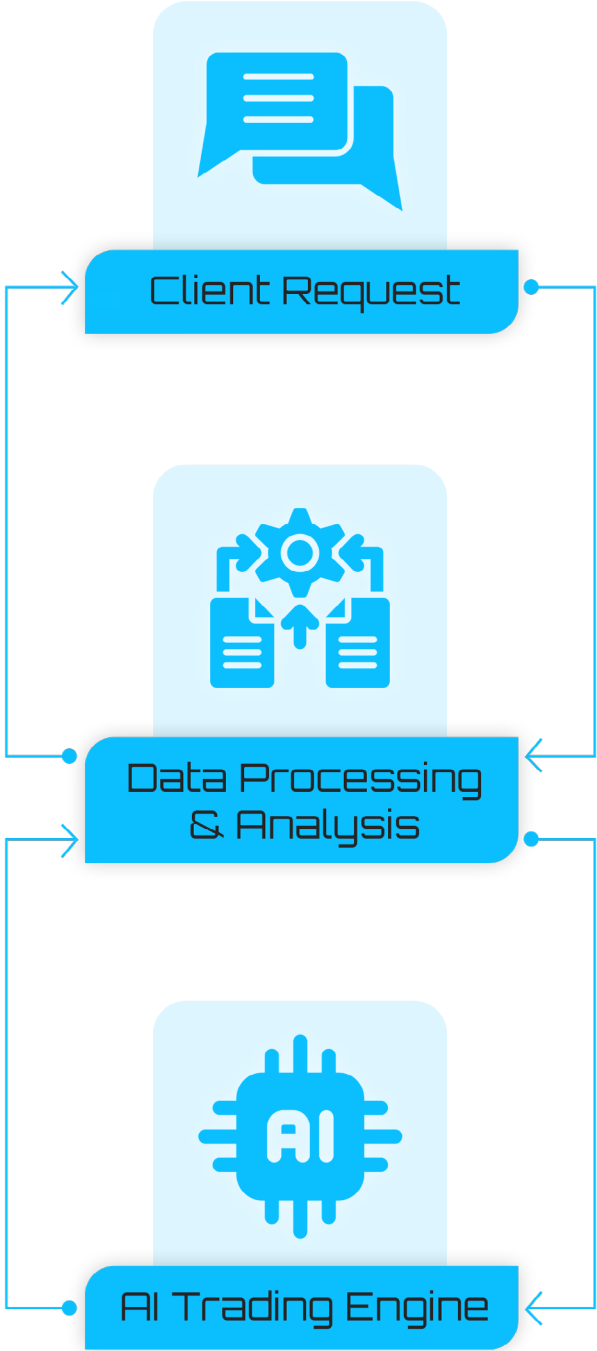 Client Request
Data Processing
& Analysis
AI
AI Trading Engine